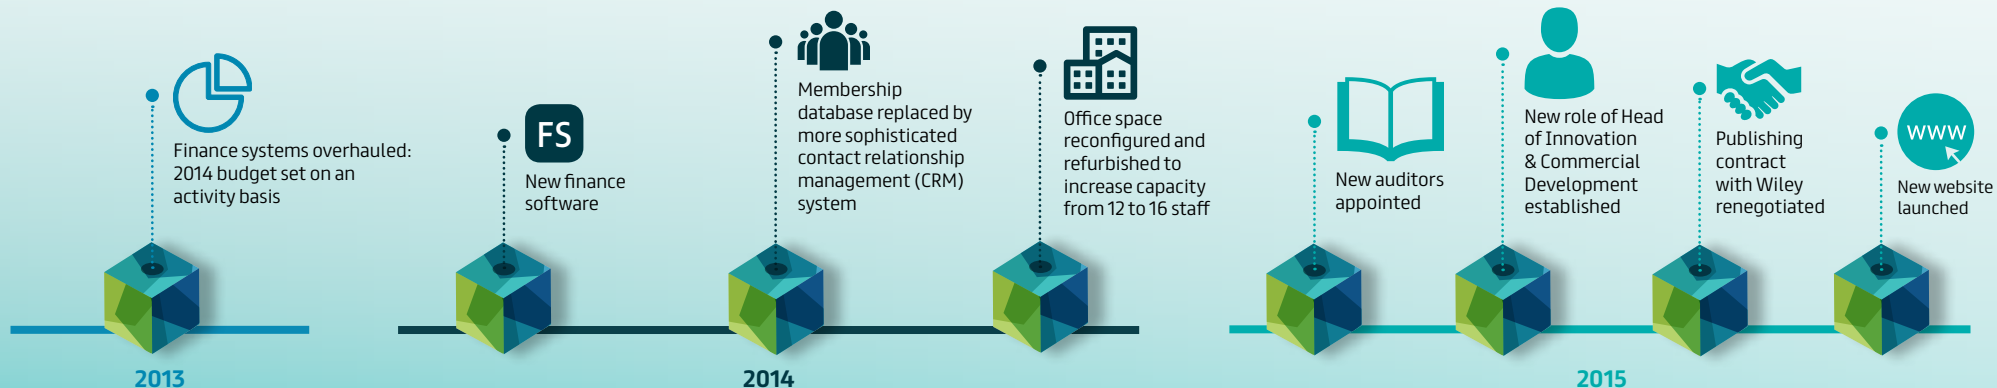 Finance systems overhauled:
2014 budget set on an
activity basis
FS
New finance
software
Membership
database replaced by
more sophisticated
contact relationship
management (CRM)
system
Office space
reconfigured and
refurbished to
increase capacity
from 12 to 16 staff
New auditors
appointed
New role of Head
of Innovation
& Commercial
Development
established
Publishing
contract
with Wiley
renegotiated
www
New website
launched
2013
2014
2015